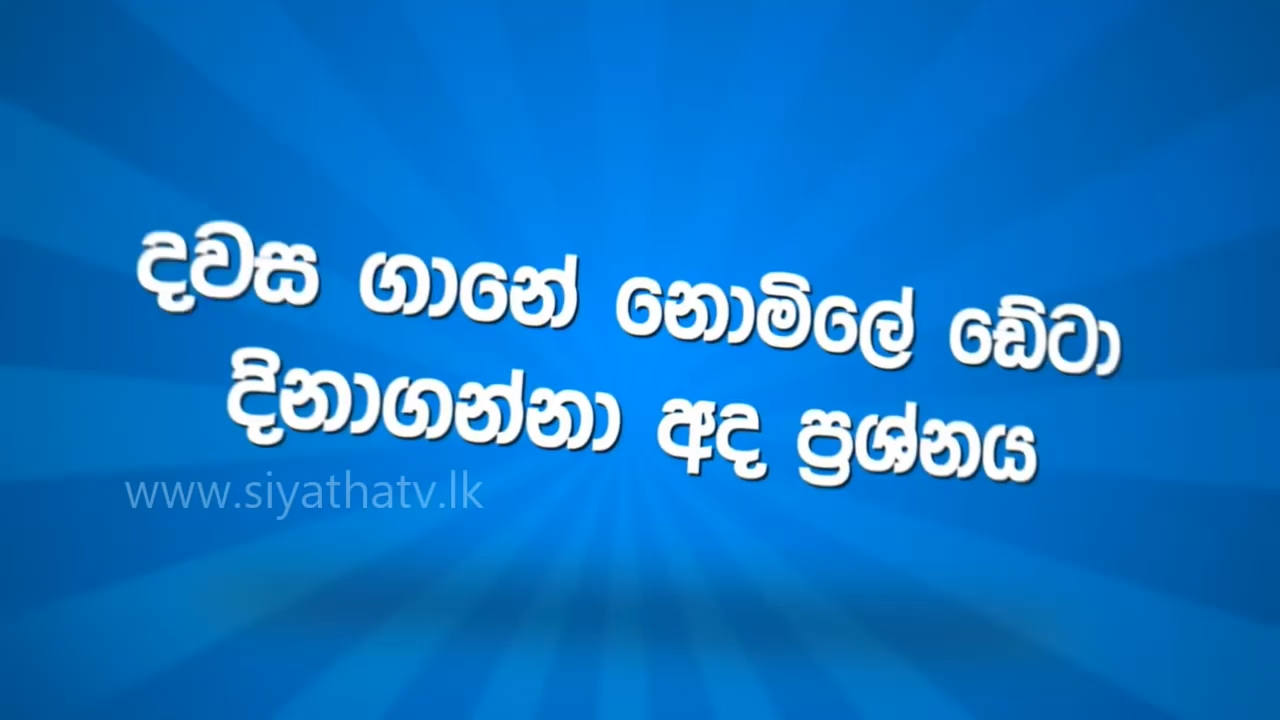 දවස ගානේ නොමිලේ ඩේටා
දිනාගන්නා අද ප්‍රශ්නය
www.siyathatv.lk